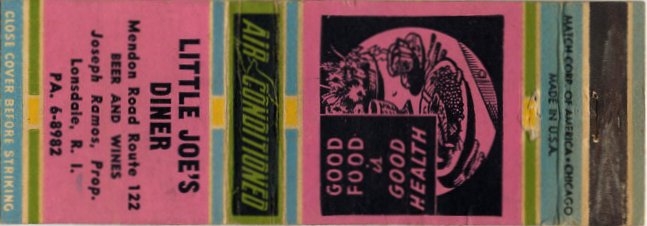 CLOSE COVER BEFORE STRIKING
LITTLE JOE'S
DINER
Mendon Road Route 122
BEER AND WINES
Joseph Ramos, Prop.
Lonsdale, R. I.
PA. 6-8982
AIR CONDITIONED
GOOD
FOOD
is
GOOD
HEALTH
MATCH CORP. OF AMERICA • CHICAGO
MADE IN U.S.A.